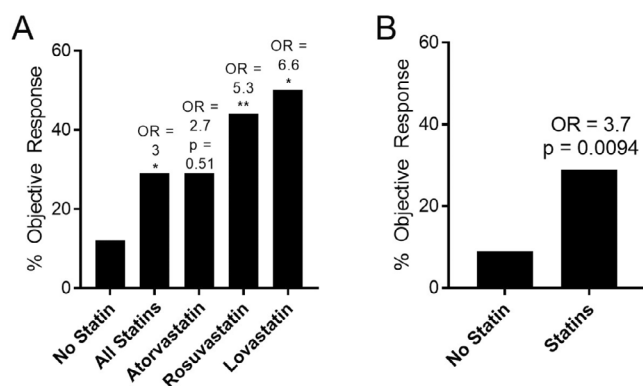 A
% Objective Response
60
40
20
0
OR =
3
*
OR =
2.7
p =
0.51
OR =
5.3
**
OR =
6.6
*
No Statin
All Statins
Atorvastatin
Rosuvastatin
Lovastatin
B
% Objective Response
60
40
20
0
OR = 3.7
p = 0.0094
No Statin
Statins